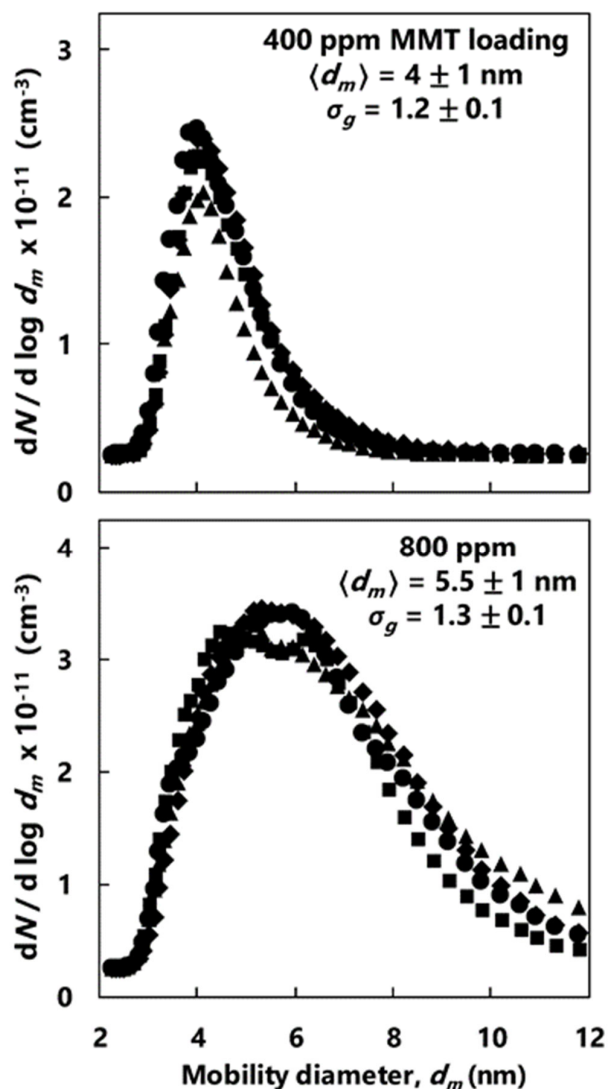 3
400 ppm MMT loading
⟨dₘ⟩ = 4 ± 1 nm
σg = 1.2 ± 0.1
2
1
0
dN / d log dₘ x 10⁻¹¹ (cm⁻³)
4
800 ppm
⟨dₘ⟩ = 5.5 ± 1 nm
σg = 1.3 ± 0.1
3
2
1
0
dN / d log dₘ x 10⁻¹¹ (cm⁻³)
2 4 6 8 10 12
Mobility diameter, dₘ (nm)